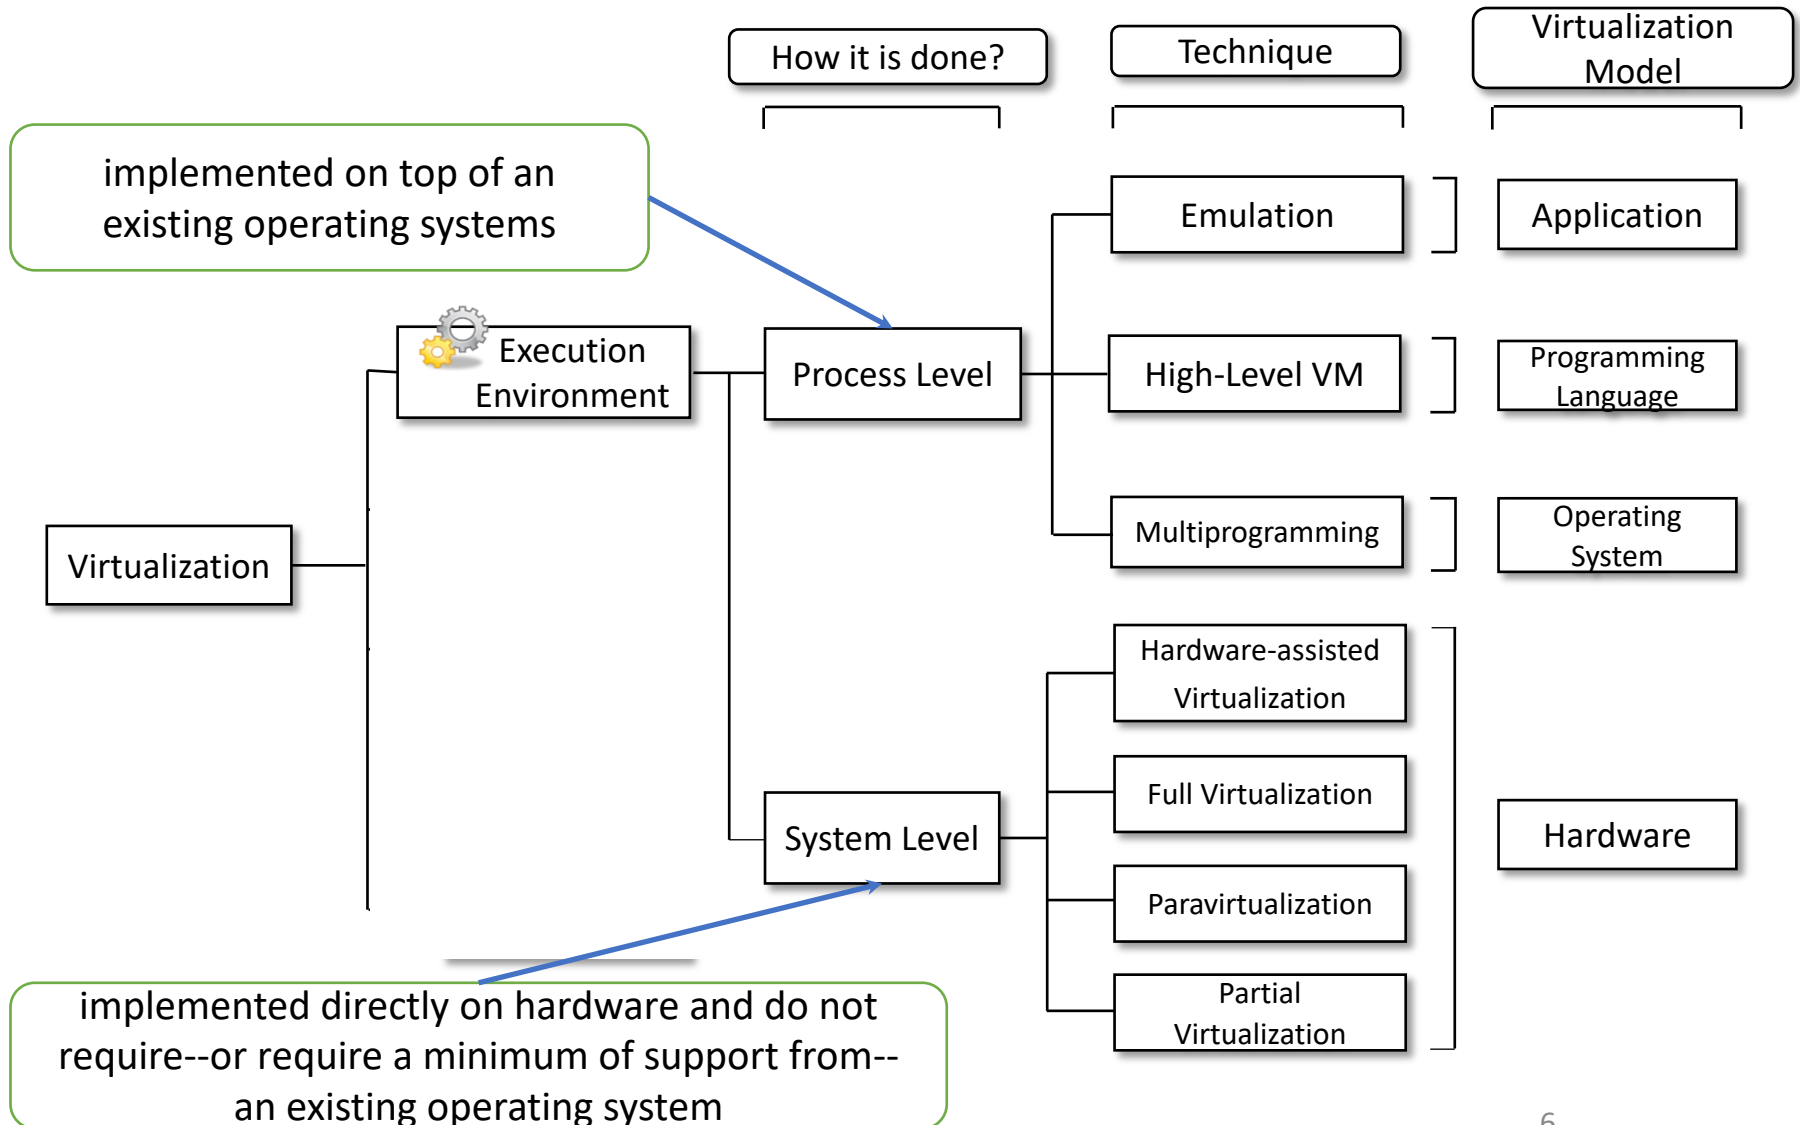 How it is done?
Technique
Virtualization
Model
implemented on top of an
existing operating systems
Emulation
Application
Execution
Environment
Process Level
High-Level VM
Programming
Language
Virtualization
Multiprogramming
Operating
System
Hardware-assisted
Virtualization
Full Virtualization
System Level
Hardware
Paravirtualization
Partial
Virtualization
implemented directly on hardware and do not
require--or require a minimum of support from--
an existing operating system
6